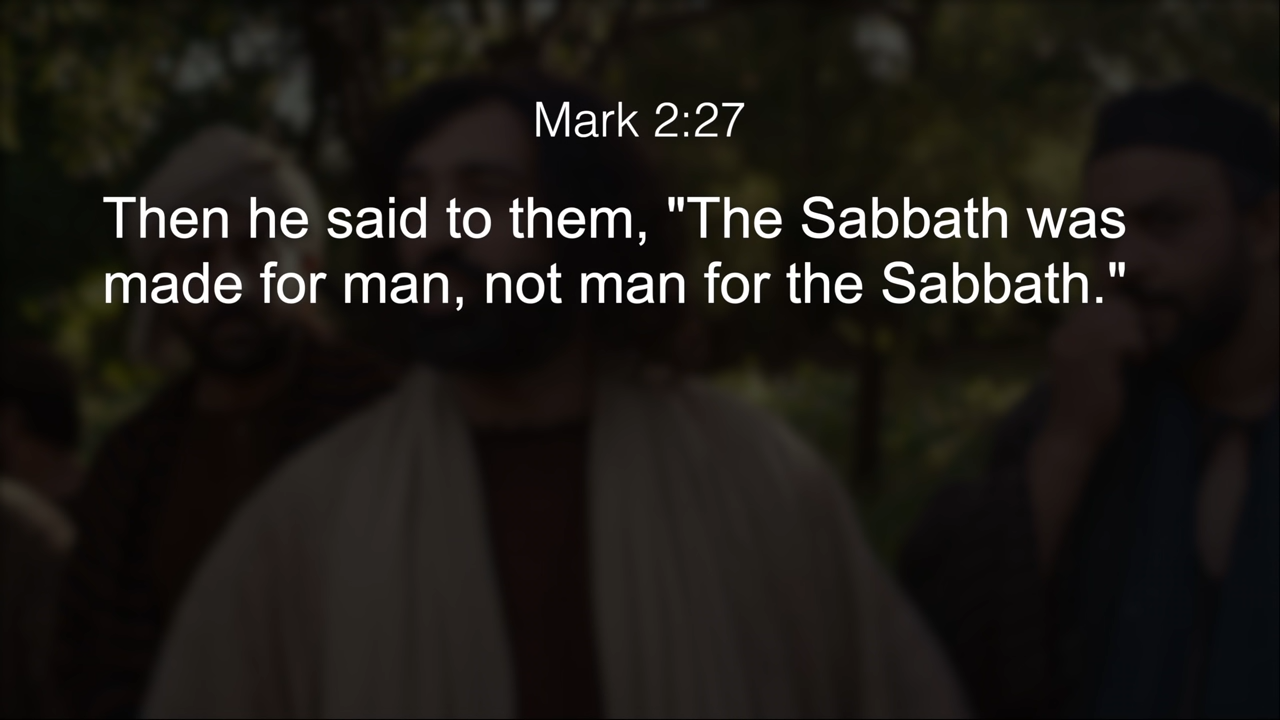 Mark 2:27
Then he said to them, "The Sabbath was
made for man, not man for the Sabbath."